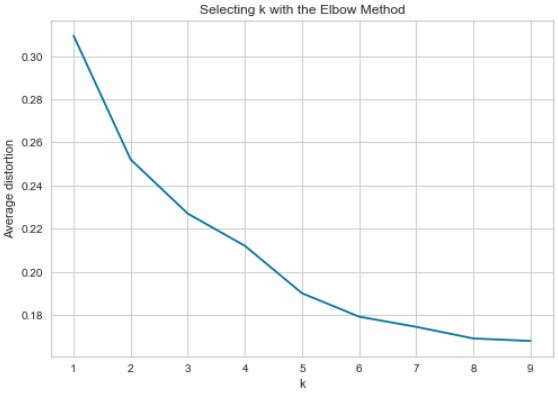 Selecting k with the Elbow Method
0.30
0.28
0.26
0.24
0.22
0.20
0.18
Average distortion
1 2 3 4 5 6 7 8 9
k